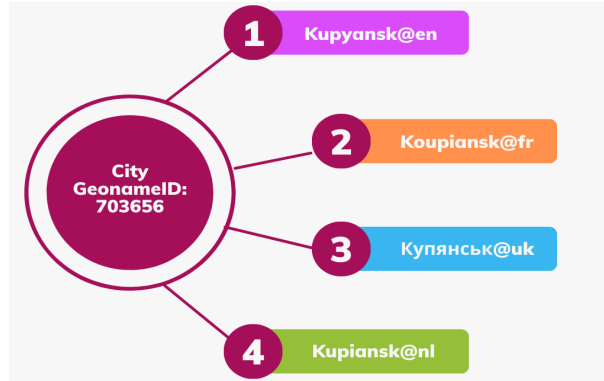 1
Kupyansk@en
2
Koupiansk@fr
City
GeonameID:
703656
3
Купянськ@uk
4
Kupiansk@nl